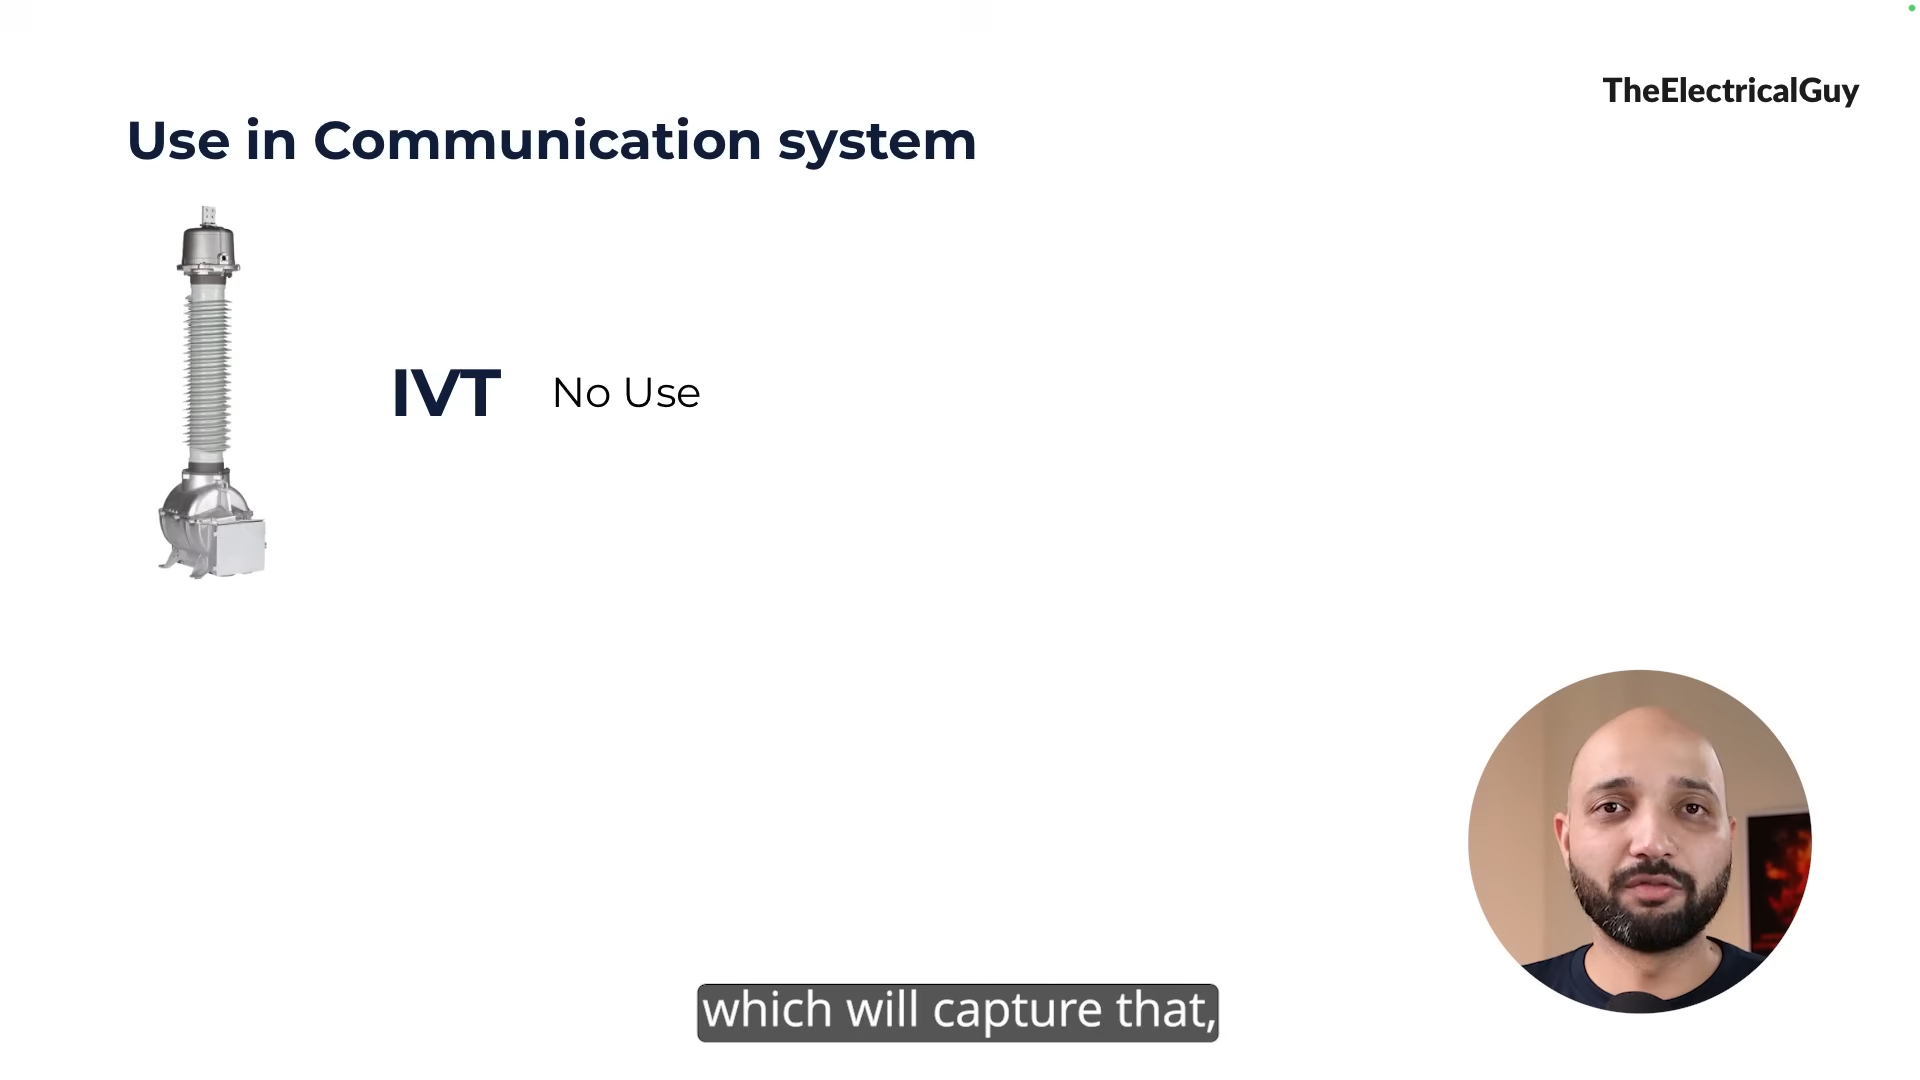 TheElectricalGuy
Use in Communication system
IVT No Use
which will capture that,